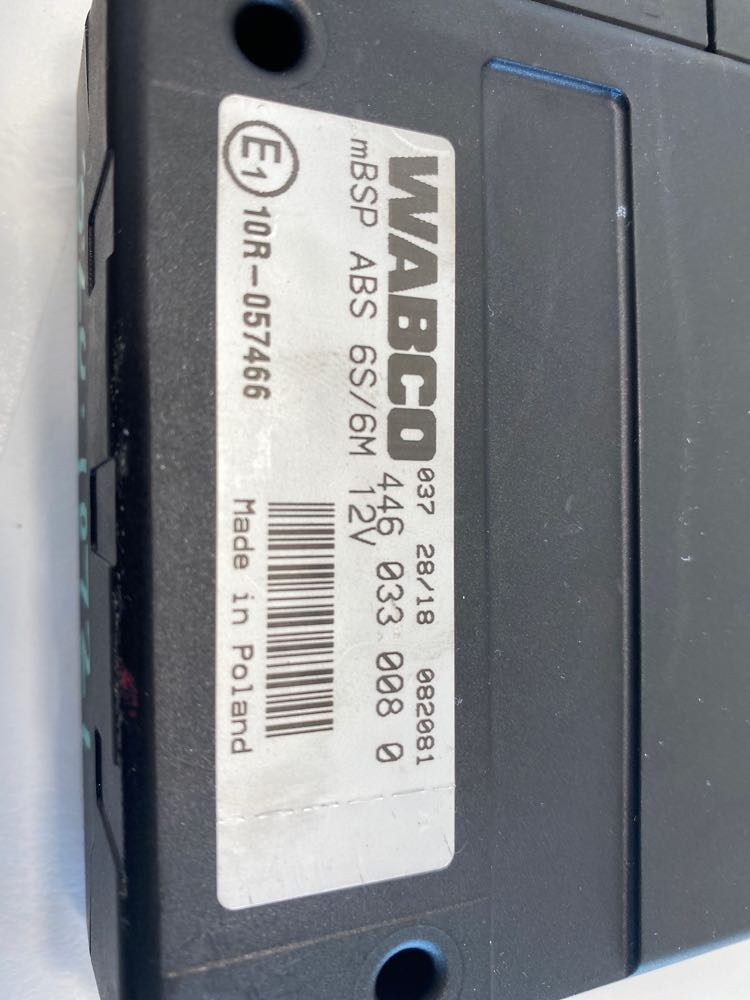 WABCO
037 28/18 082081
446 033 008 0
mBSP ABS 6S/6M 12V
E1 10R-057466
Made in Poland